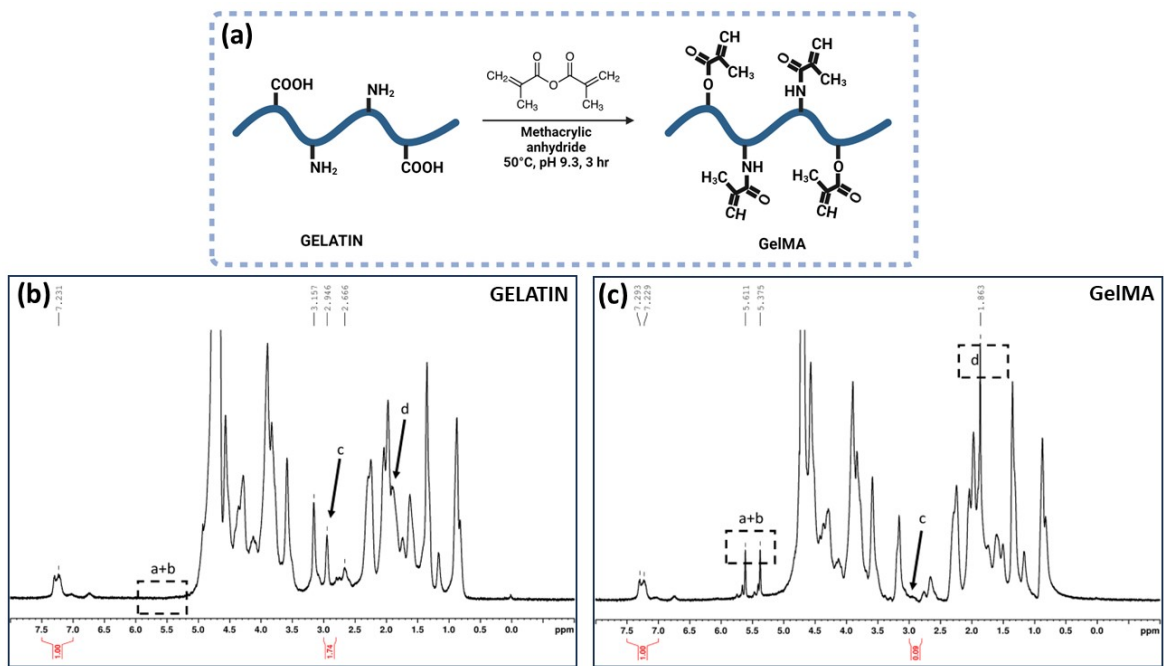 (a)
COOH
NH₂
NH₂
COOH
GELATIN
O O
CH₂ O CH₂
CH₃ CH₃
Methacrylic
anhydride
50°C, pH 9.3, 3 hr
CH
O
CH₃
O
CH
O
CH₃
HN
NH
H₃C
O
CH
O
H₃C
O
CH
GelMA
(b)
GELATIN
7.231
3.157
2.946
2.666
a+b
c
d
7.5 7.0 6.5 6.0 5.5 5.0 4.5 4.0 3.5 3.0 2.5 2.0 1.5 1.0 0.5 0.0 ppm
1.00
1.74
(c)
GelMA
7.293
7.229
5.611
5.375
1.863
a+b
c
d
7.5 7.0 6.5 6.0 5.5 5.0 4.5 4.0 3.5 3.0 2.5 2.0 1.5 1.0 0.5 0.0 ppm
1.00
0.09